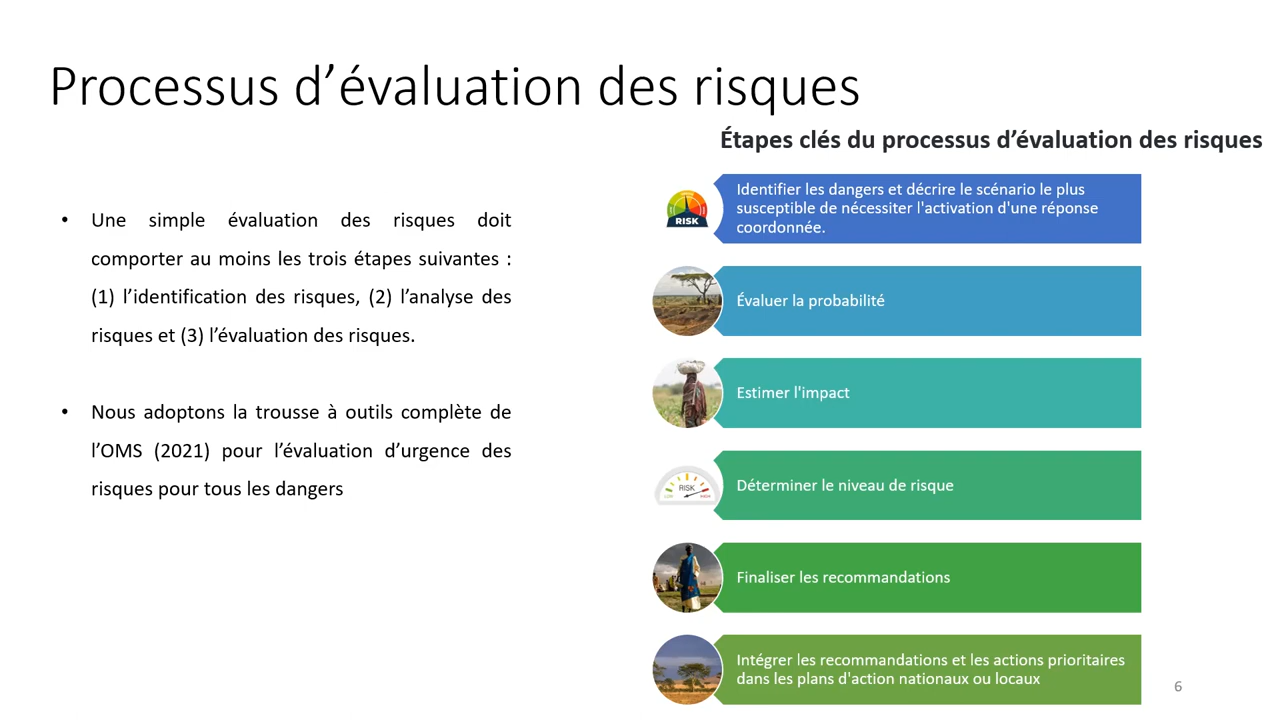 Processus d’évaluation des risques
Étapes clés du processus d’évaluation des risques
• Une simple évaluation des risques doit
comporter au moins les trois étapes suivantes :
(1) l’identification des risques, (2) l’analyse des
risques et (3) l’évaluation des risques.
• Nous adoptons la trousse à outils complète de
l’OMS (2021) pour l’évaluation d’urgence des
risques pour tous les dangers
RISK
Identifier les dangers et décrire le scénario le plus
susceptible de nécessiter l'activation d'une réponse
coordonnée.
Évaluer la probabilité
Estimer l'impact
RISK
LOW
HIGH
Déterminer le niveau de risque
Finaliser les recommandations
Intégrer les recommandations et les actions prioritaires
dans les plans d'action nationaux ou locaux
6